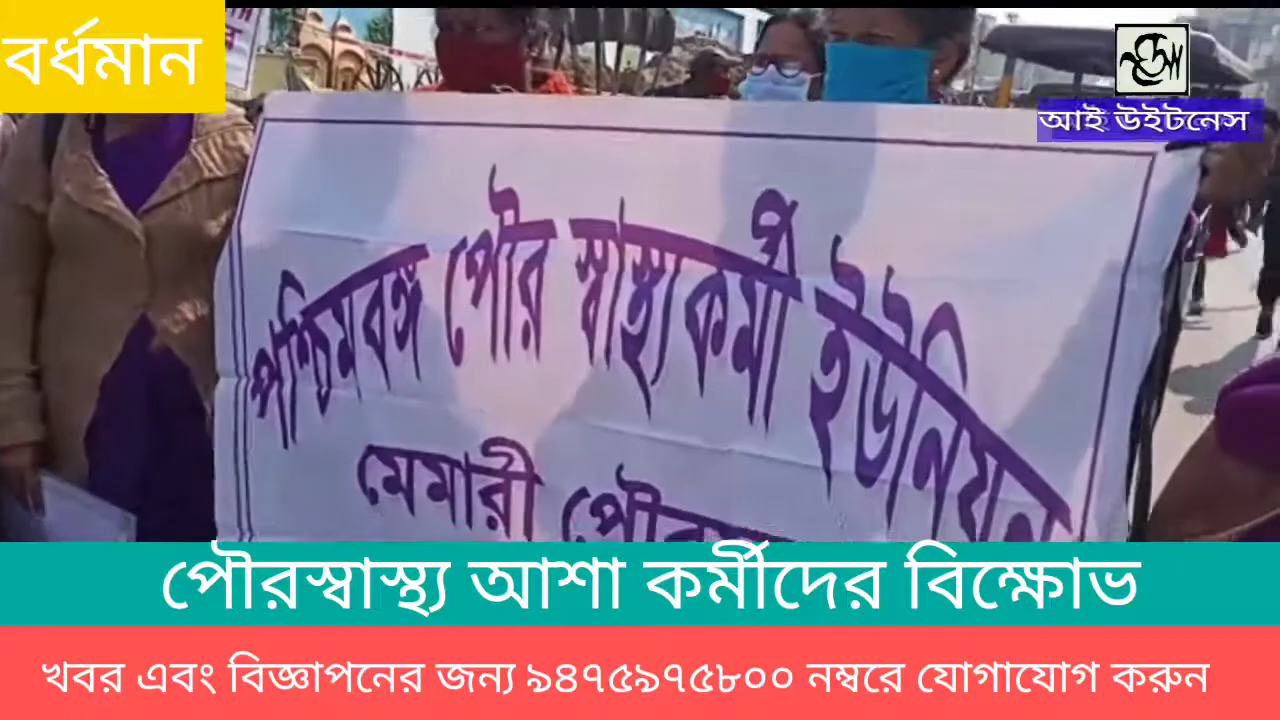 বর্ধমান
আই উইটনেস
পশ্চিমবঙ্গ পৌর স্বাস্থ্যকর্মী ইউনিয়ন
মেমারী
পৌরস্বাস্থ্য আশা কর্মীদের বিক্ষোভ
খবর এবং বিজ্ঞাপনের জন্য ৯৪৭৫৯৭৫৮০০ নম্বরে যোগাযোগ করুন